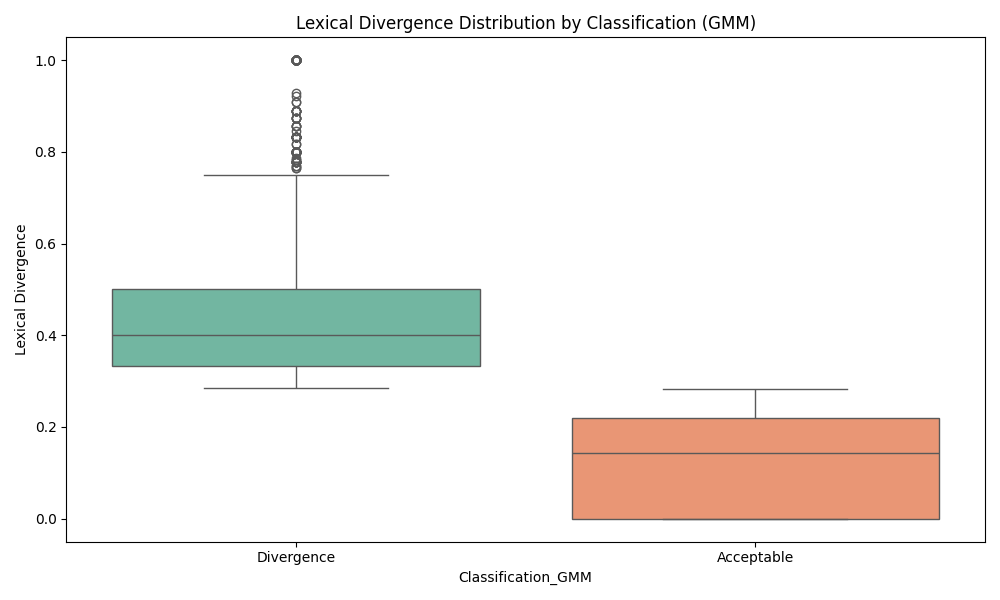 Lexical Divergence Distribution by Classification (GMM)
Lexical Divergence
1.0
0.8
0.6
0.4
0.2
0.0
Divergence
Acceptable
Classification_GMM